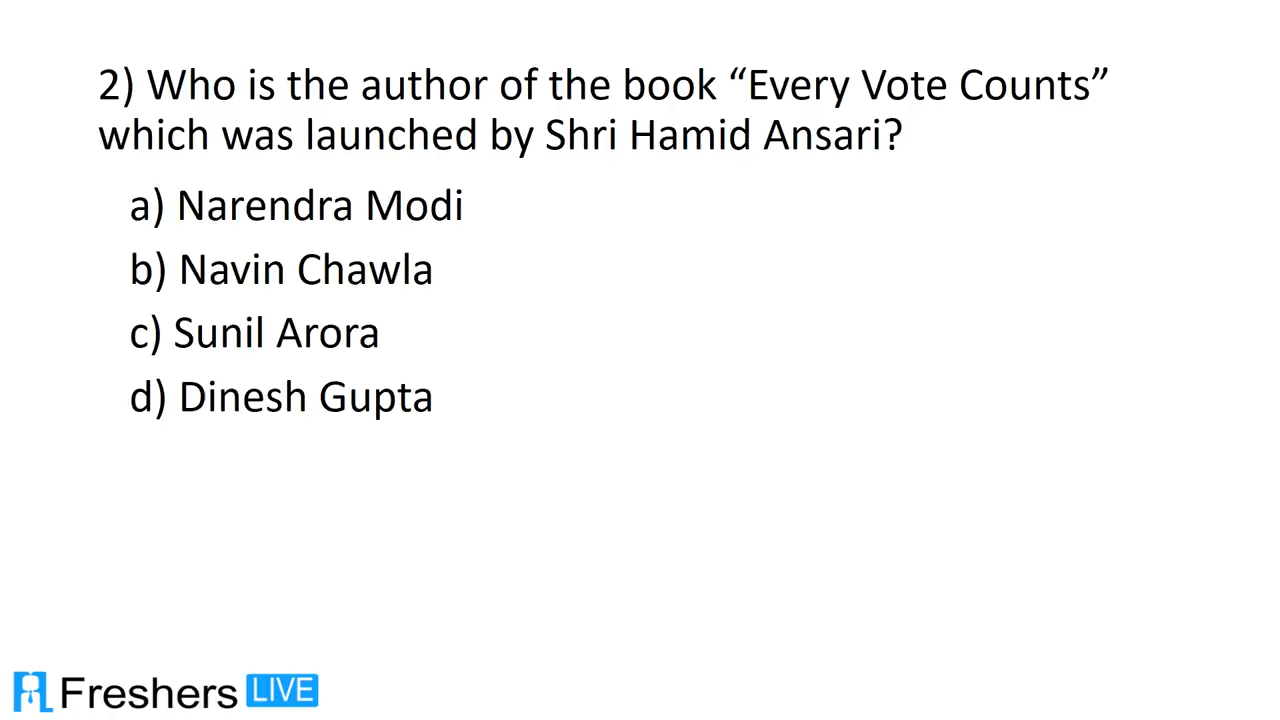 2) Who is the author of the book “Every Vote Counts”
which was launched by Shri Hamid Ansari?
a) Narendra Modi
b) Navin Chawla
c) Sunil Arora
d) Dinesh Gupta
Freshers LIVE